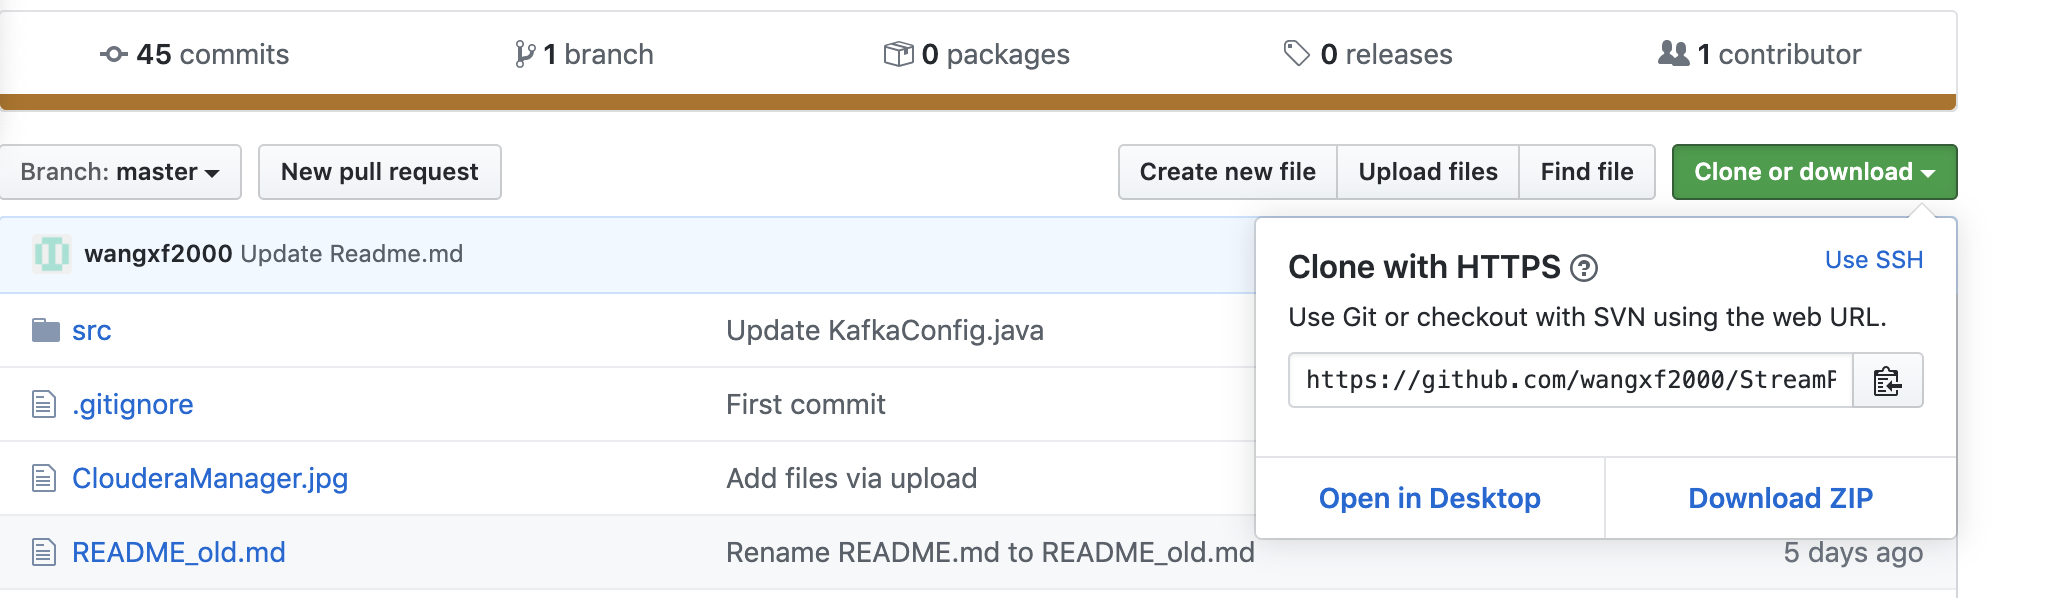 45 commits
1 branch
0 packages
0 releases
1 contributor
Branch: master
New pull request
Create new file
Upload files
Find file
Clone or download
wangxf2000 Update Readme.md
Clone with HTTPS
Use SSH
Use Git or checkout with SVN using the web URL.
https://github.com/wangxf2000/Stream
Open in Desktop
Download ZIP
src
Update KafkaConfig.java
.gitignore
First commit
ClouderaManager.jpg
Add files via upload
README_old.md
Rename README.md to README_old.md
5 days ago